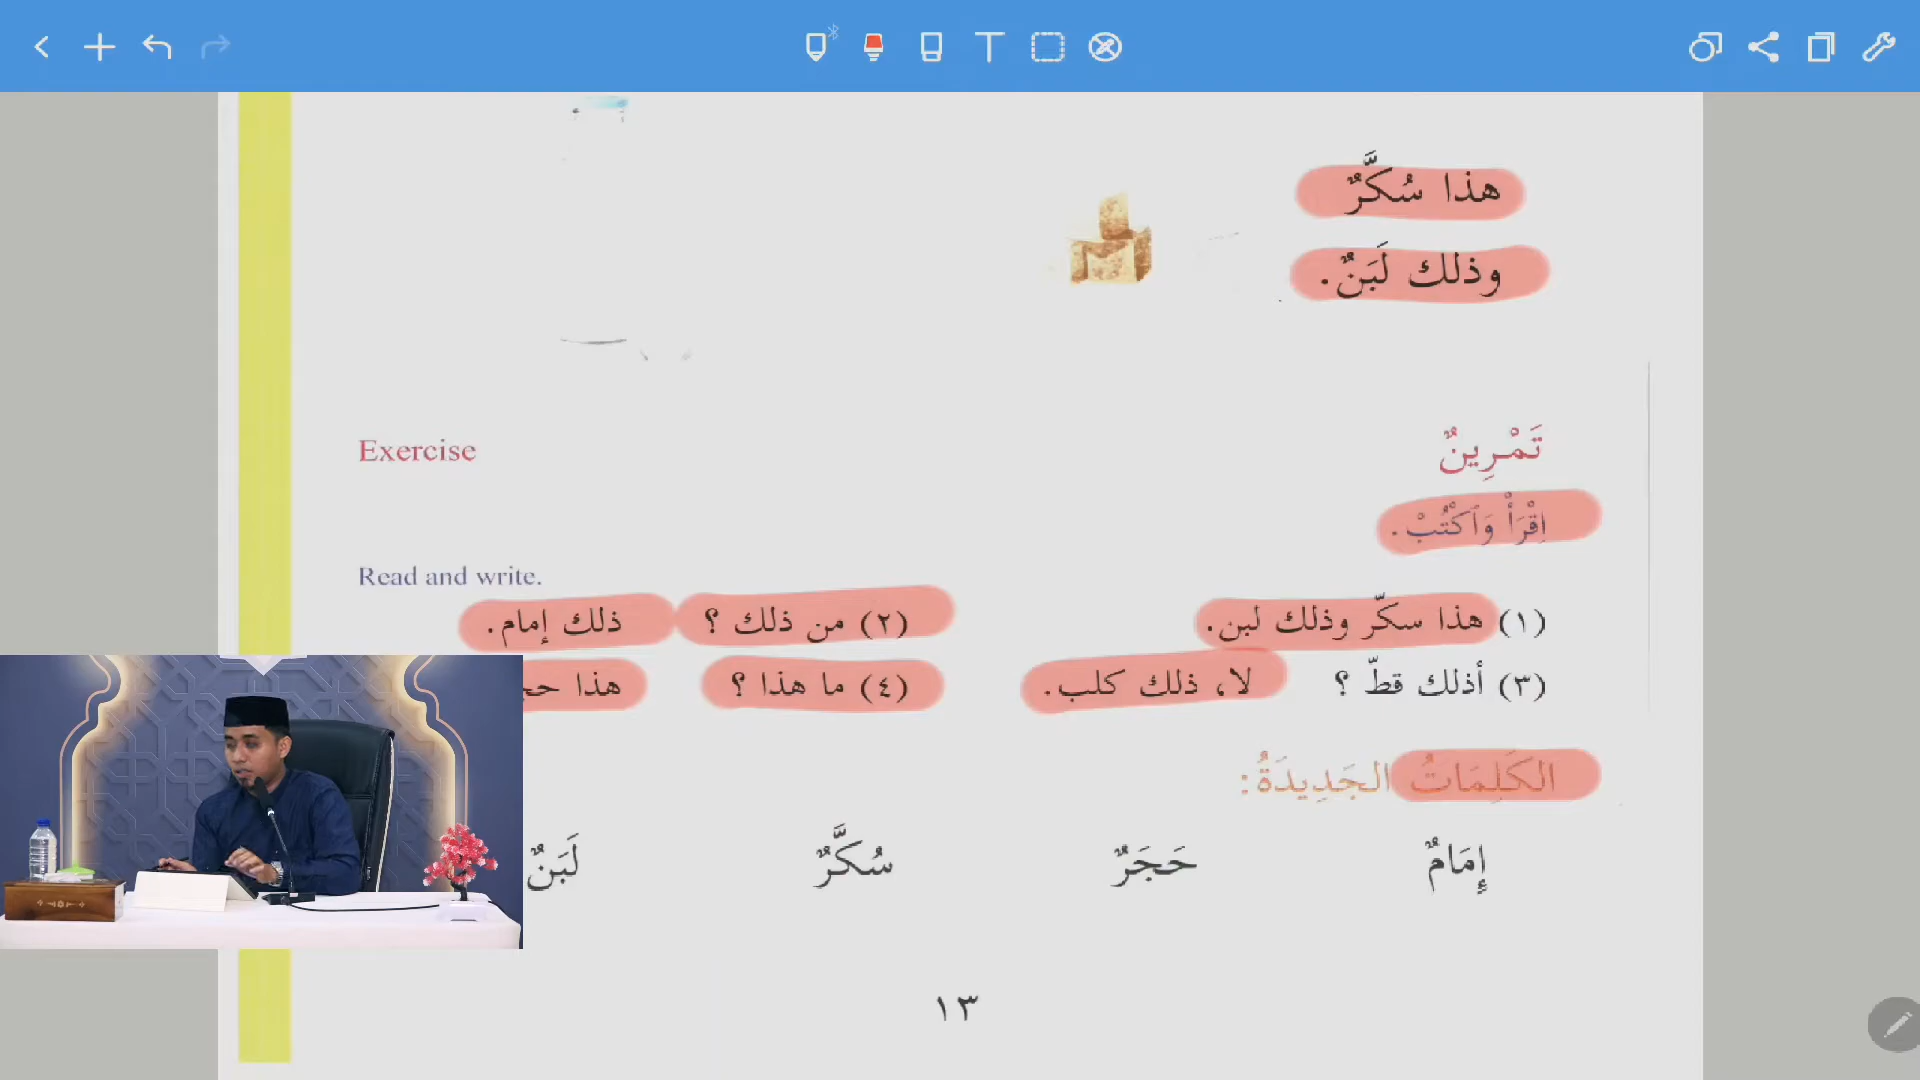 هذا سُكَّرٌ
وذلك لَبَنٌ.
تَمْرِينٌ
Exercise
اِقْرَأْ وَٱكْتُبْ.
Read and write.
(١) هذا سكّر وذلك لبن. (٢) من ذلك ؟ ذلك إمام.
(٣) أذلك قطّ ؟ لا، ذلك كلب. (٤) ما هذا ؟ هذا
الكَلِمَاتُ الجَدِيدَةُ:
إِمَامٌ حَجَرٌ سُكَّرٌ لَبَنٌ
١٣